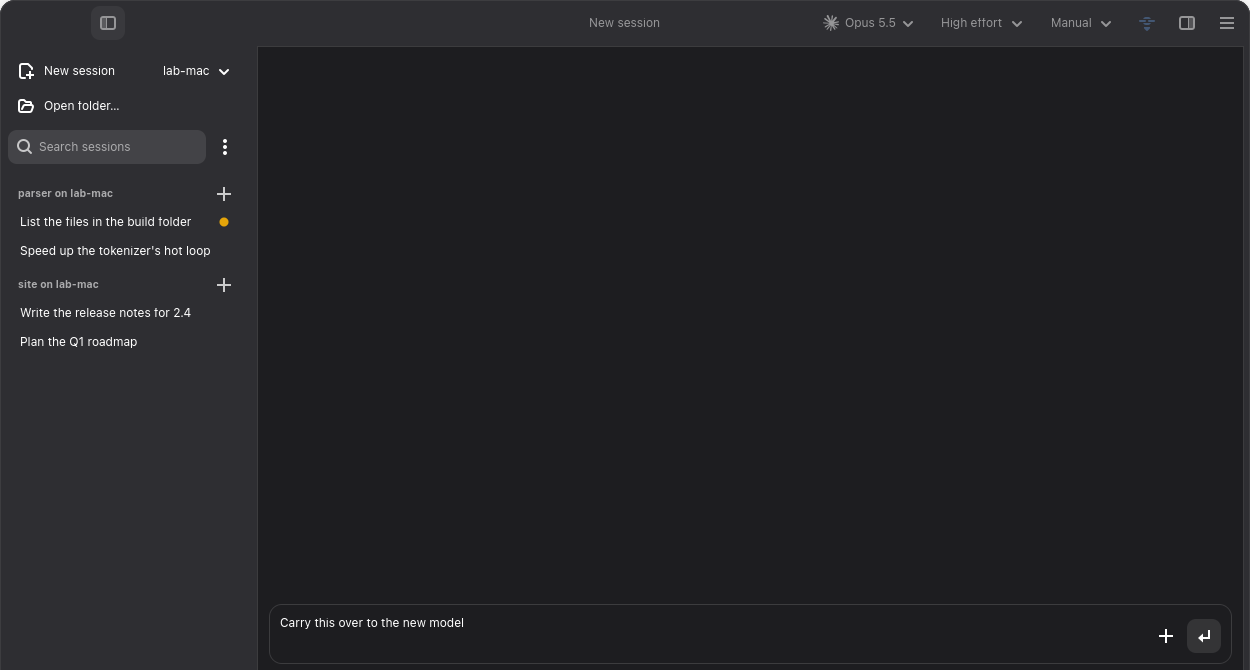 New session
Opus 5.5
High effort
Manual
New session
lab-mac
Open folder...
Search sessions
parser on lab-mac
List the files in the build folder
Speed up the tokenizer's hot loop
site on lab-mac
Write the release notes for 2.4
Plan the Q1 roadmap
Carry this over to the new model